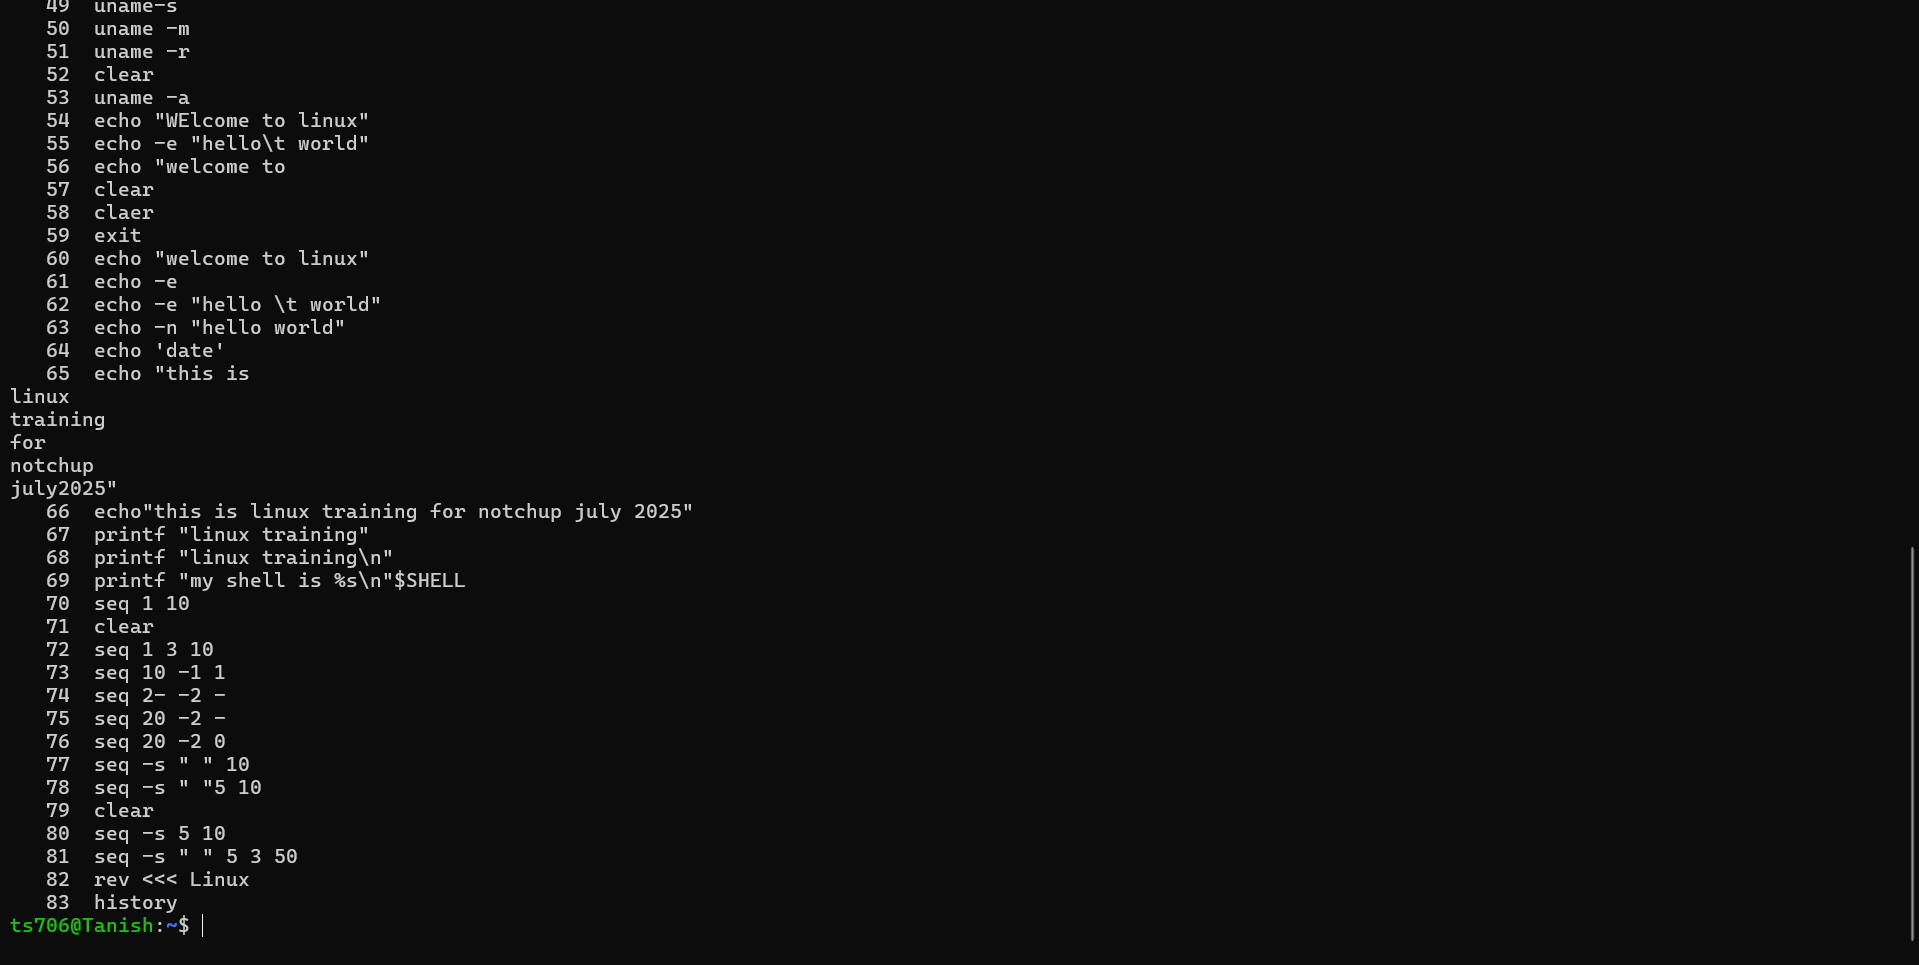 49  uname-s
50  uname -m
51  uname -r
52  clear
53  uname -a
54  echo "WElcome to linux"
55  echo -e "hello\t world"
56  echo "welcome to
57  clear
58  claer
59  exit
60  echo "welcome to linux"
61  echo -e
62  echo -e "hello \t world"
63  echo -n "hello world"
64  echo 'date'
65  echo "this is
linux
training
for
notchup
july2025"
66  echo"this is linux training for notchup july 2025"
67  printf "linux training"
68  printf "linux training\n"
69  printf "my shell is %s\n"$SHELL
70  seq 1 10
71  clear
72  seq 1 3 10
73  seq 10 -1 1
74  seq 2- -2 -
75  seq 20 -2 -
76  seq 20 -2 0
77  seq -s " " 10
78  seq -s " "5 10
79  clear
80  seq -s 5 10
81  seq -s " " 5 3 50
82  rev <<< Linux
83  history
ts706@Tanish:~$